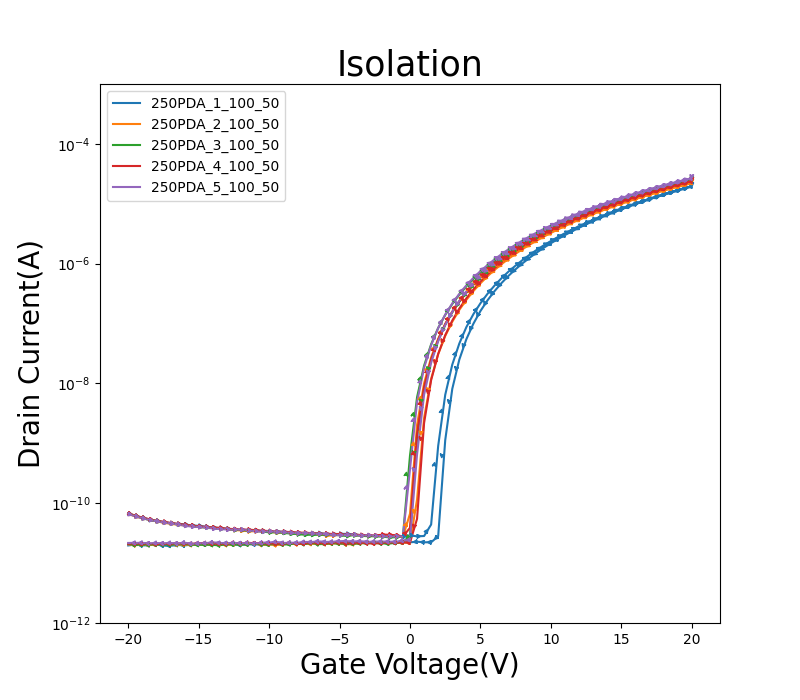 Isolation
250PDA_1_100_50
250PDA_2_100_50
250PDA_3_100_50
250PDA_4_100_50
250PDA_5_100_50
Drain Current(A)
10⁻⁴
10⁻⁶
10⁻⁸
10⁻¹⁰
10⁻¹²
−20 −15 −10 −5 0 5 10 15 20
Gate Voltage(V)